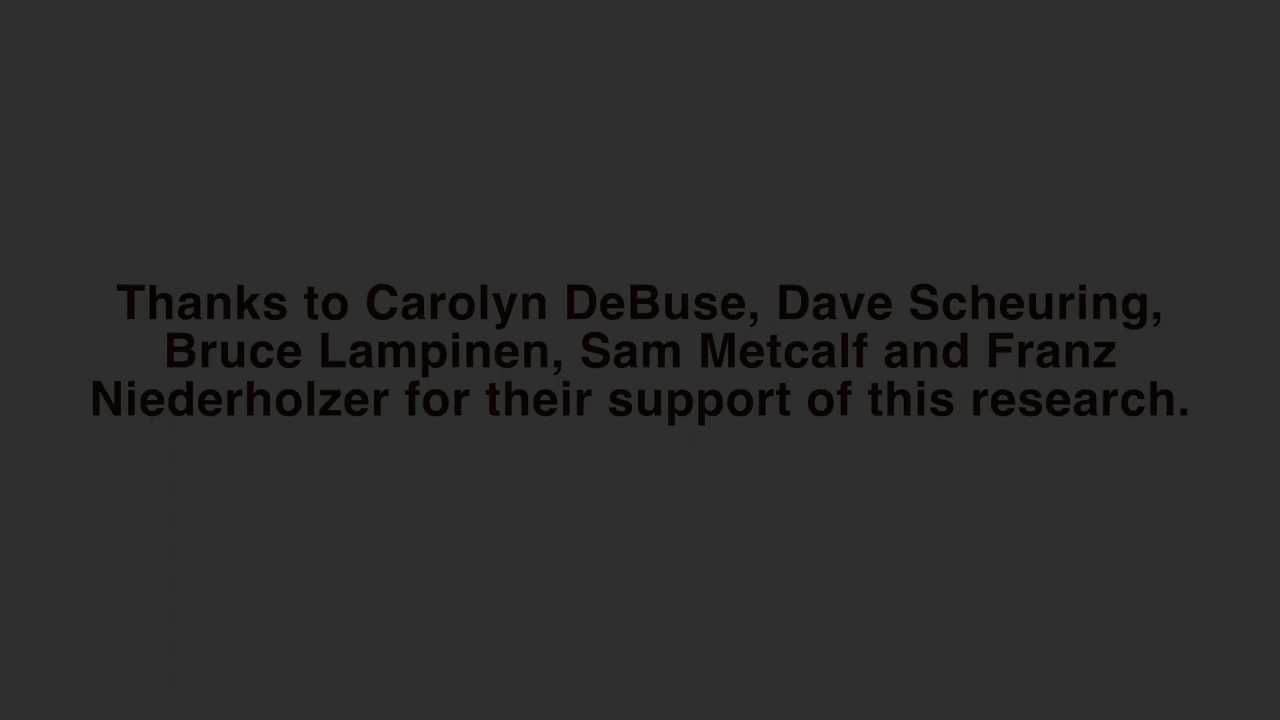 Thanks to Carolyn DeBuse, Dave Scheuring,
Bruce Lampinen, Sam Metcalf and Franz
Niederholzer for their support of this research.